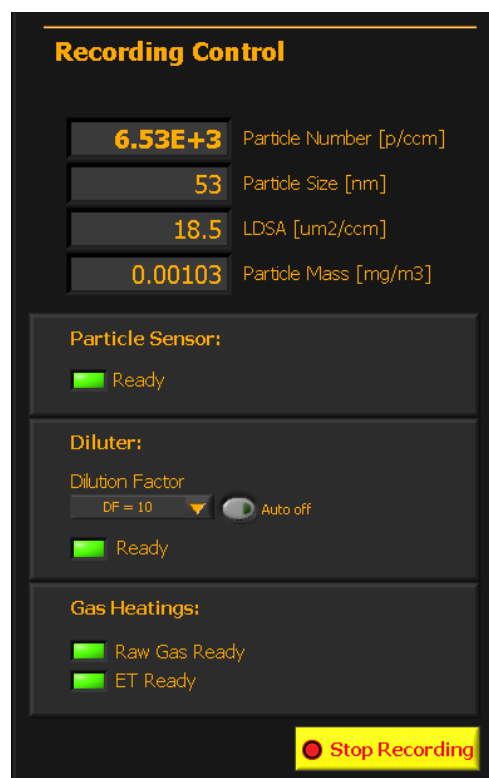 Recording Control
6.53E+3 Particle Number [p/ccm]
53 Particle Size [nm]
18.5 LDSA [um2/ccm]
0.00103 Particle Mass [mg/m3]
Particle Sensor:
Ready
Diluter:
Dilution Factor
DF = 10 Auto off
Ready
Gas Heatings:
Raw Gas Ready
ET Ready
Stop Recording